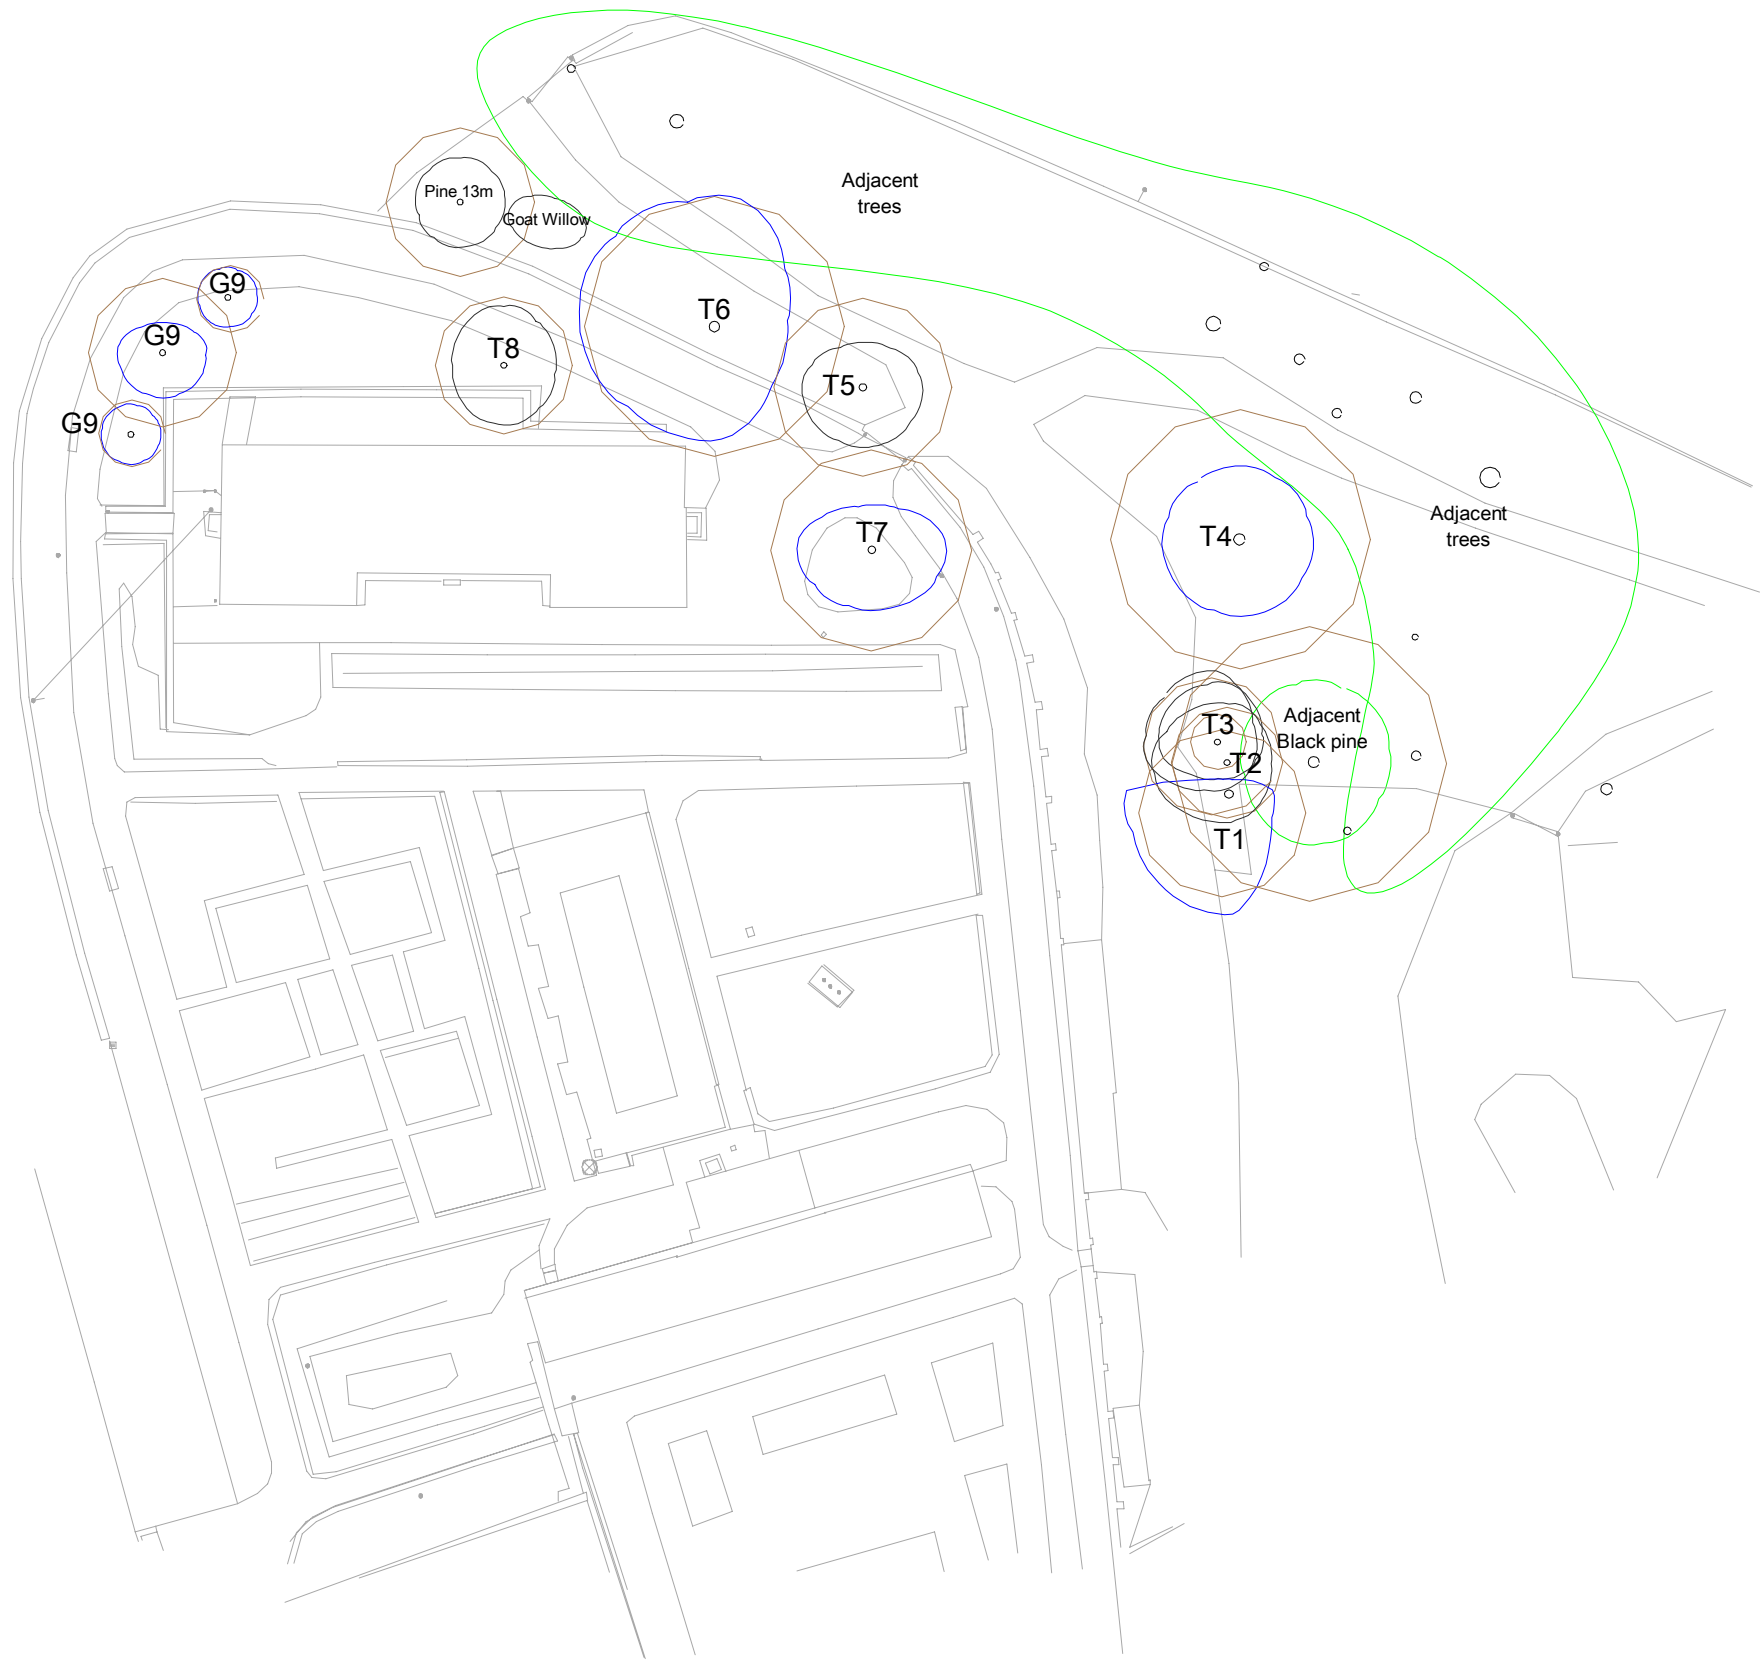 Adjacent
trees
Pine 13m
Goat Willow
G9
T6
G9
T8
T5
G9
T7
T4
Adjacent
trees
T3
Adjacent
Black pine
T2
T1